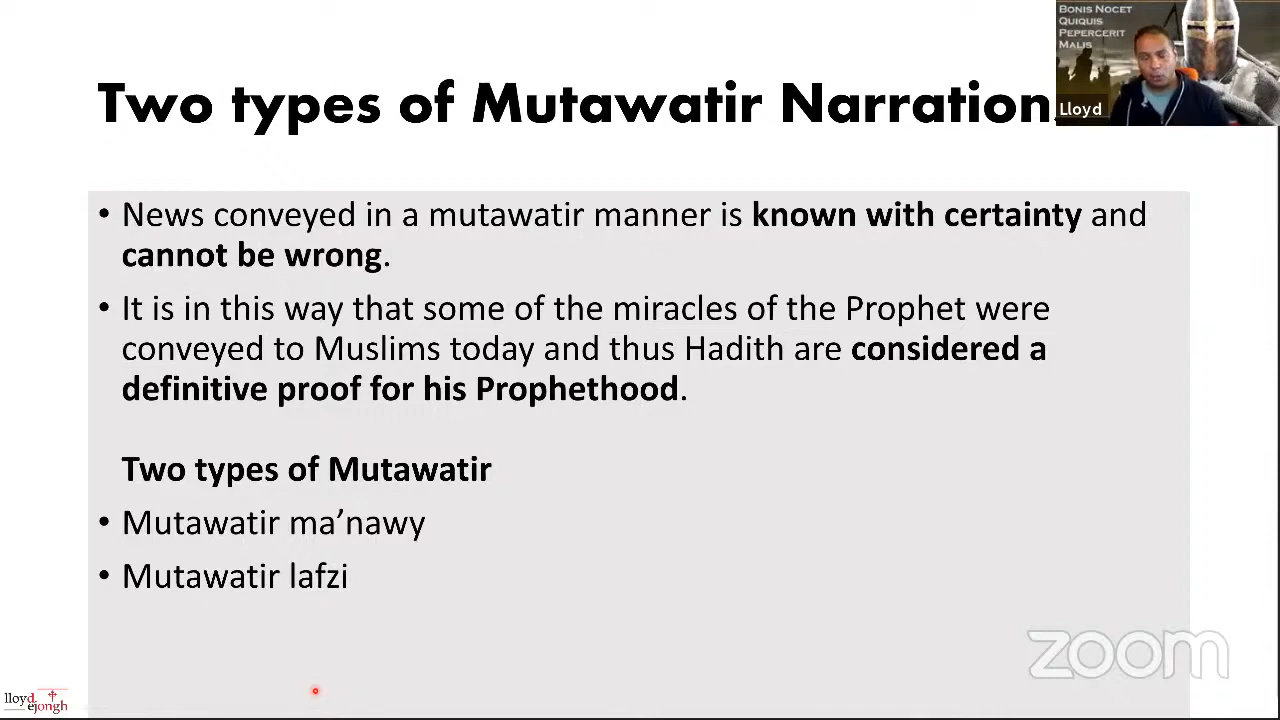 Two types of Mutawatir Narration
• News conveyed in a mutawatir manner is known with certainty and
cannot be wrong.
• It is in this way that some of the miracles of the Prophet were
conveyed to Muslims today and thus Hadith are considered a
definitive proof for his Prophethood.
Two types of Mutawatir
• Mutawatir ma’nawy
• Mutawatir lafzi
Bonis Nocet
Quiquis
Pepercerit
Malis
Lloyd
zoom
lloyd
ejongh